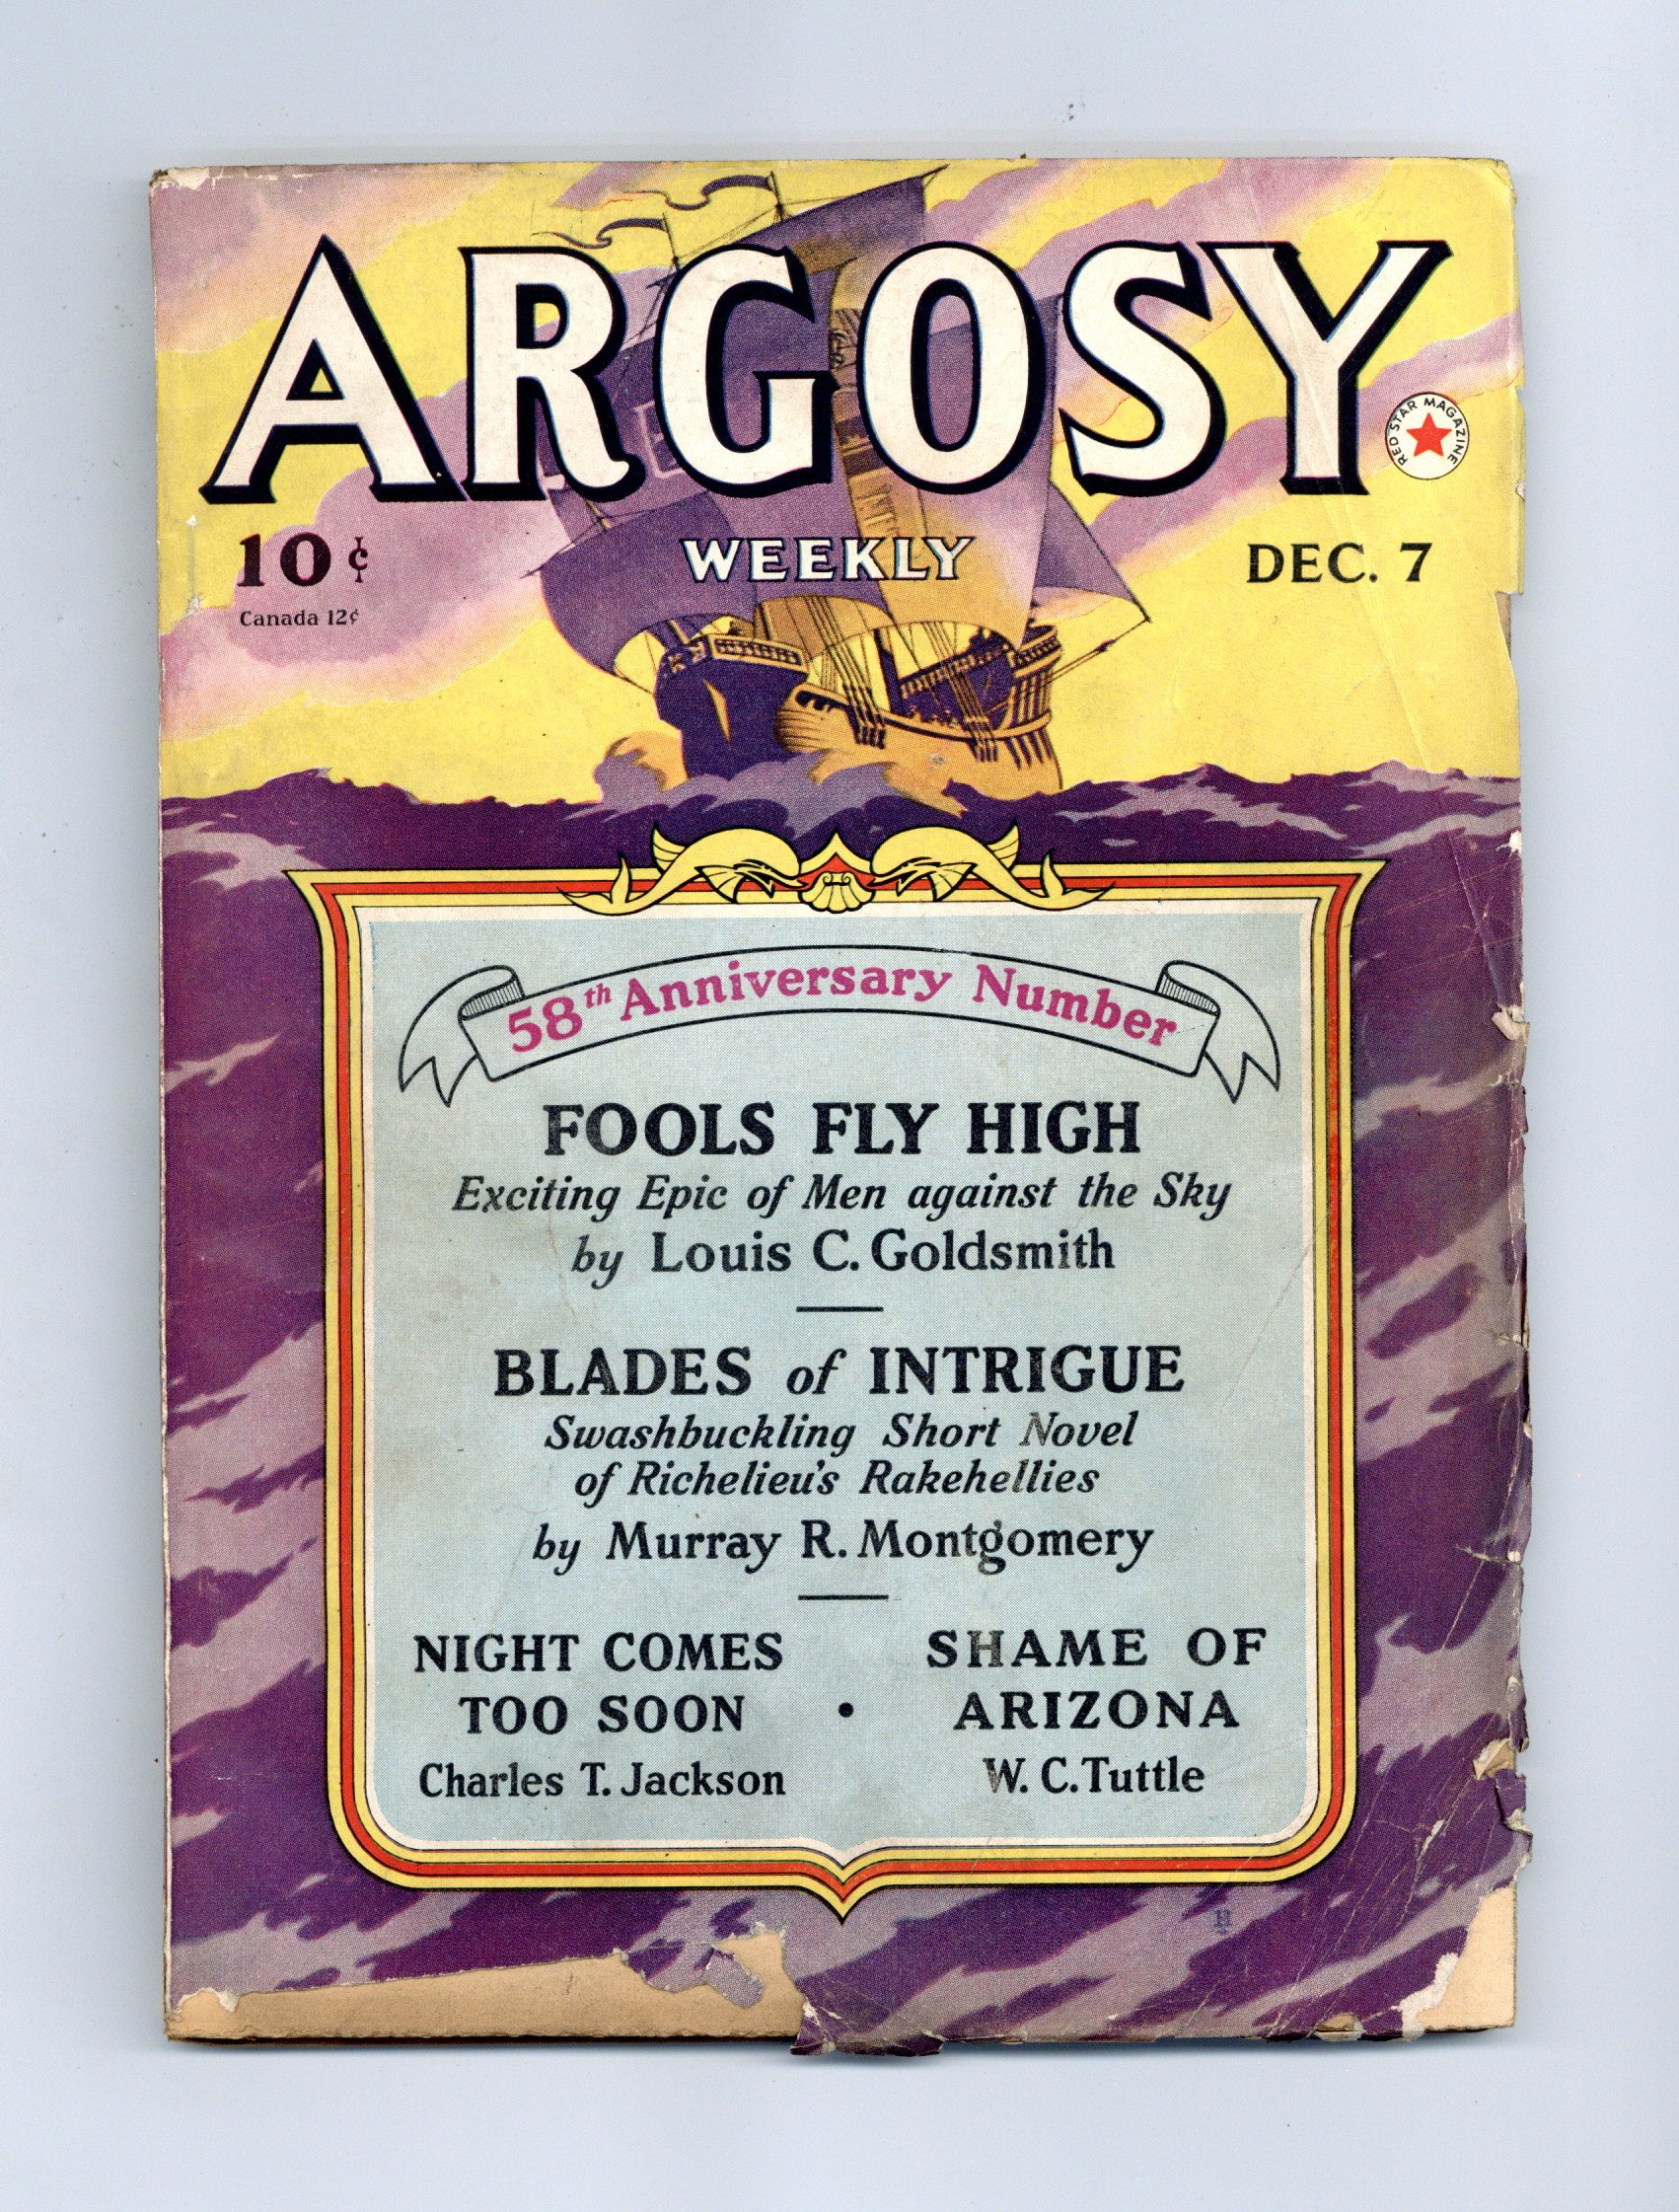 ARGOSY
RED STAR MAGAZINE
10¢
WEEKLY
DEC. 7
Canada 12¢
58th Anniversary Number
FOOLS FLY HIGH
Exciting Epic of Men against the Sky
by Louis C. Goldsmith
BLADES of INTRIGUE
Swashbuckling Short Novel
of Richelieu's Rakehellies
by Murray R. Montgomery
NIGHT COMES
TOO SOON
Charles T. Jackson
•
SHAME OF
ARIZONA
W. C. Tuttle